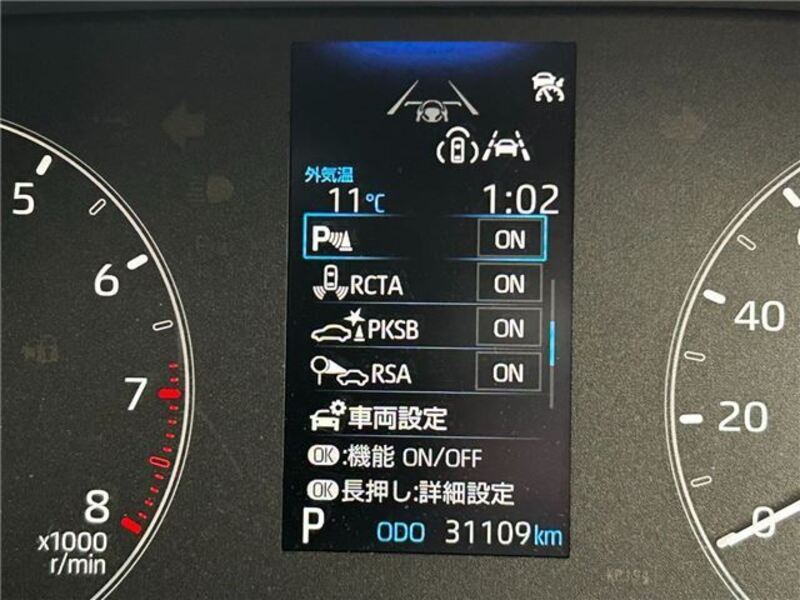 外気温
11℃ 1:02
P ON
RCTA ON
PKSB ON
RSA ON
車両設定
OK:機能 ON/OFF
OK長押し:詳細設定
P ODO 31109km
5
6
7
8
x1000
r/min
40
20
0